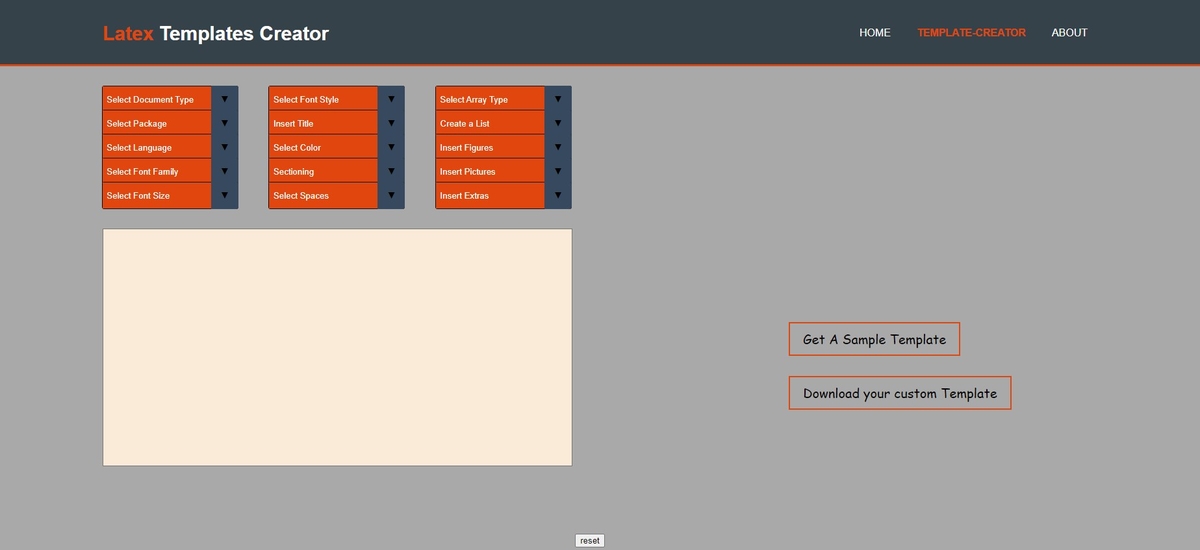 Latex Templates Creator
HOME
TEMPLATE-CREATOR
ABOUT
Select Document Type ▼
Select Package ▼
Select Language ▼
Select Font Family ▼
Select Font Size ▼
Select Font Style ▼
Insert Title ▼
Select Color ▼
Sectioning ▼
Select Spaces ▼
Select Array Type ▼
Create a List ▼
Insert Figures ▼
Insert Pictures ▼
Insert Extras ▼
Get A Sample Template
Download your custom Template
reset